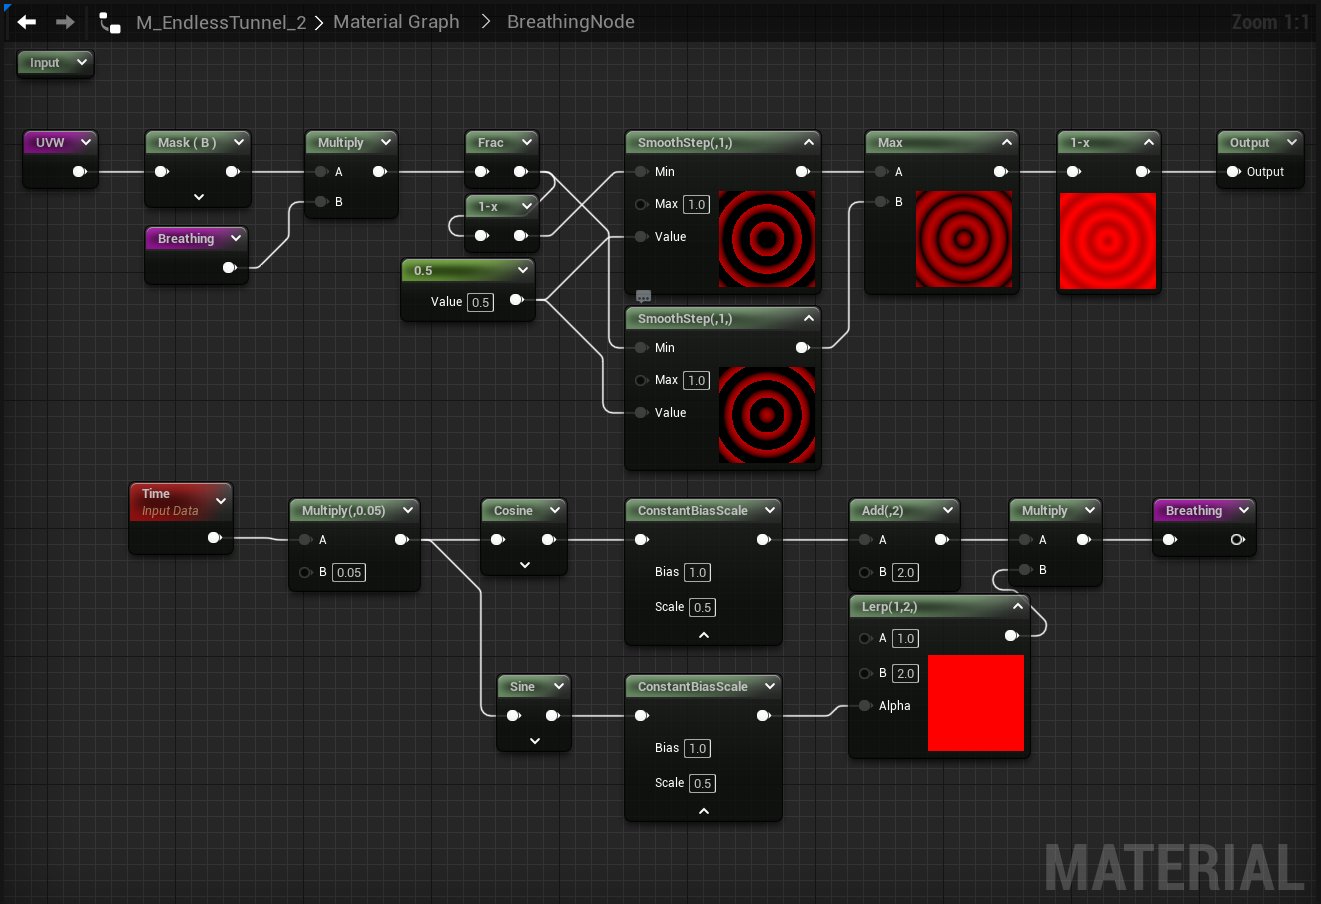 M_EndlessTunnel_2 > Material Graph > BreathingNode
Zoom 1:1
Input
UVW
Mask ( B )
Multiply
A
B
Breathing
Frac
1-x
0.5
Value 0.5
SmoothStep(,1,)
Min
Max 1.0
Value
SmoothStep(,1,)
Min
Max 1.0
Value
Max
A
B
1-x
Output
Output
Time
Input Data
Multiply(,0.05)
A
B 0.05
Cosine
ConstantBiasScale
Bias 1.0
Scale 0.5
Add(,2)
A
B 2.0
Multiply
A
B
Breathing
Lerp(1,2,)
A 1.0
B 2.0
Alpha
Sine
ConstantBiasScale
Bias 1.0
Scale 0.5
MATERIAL